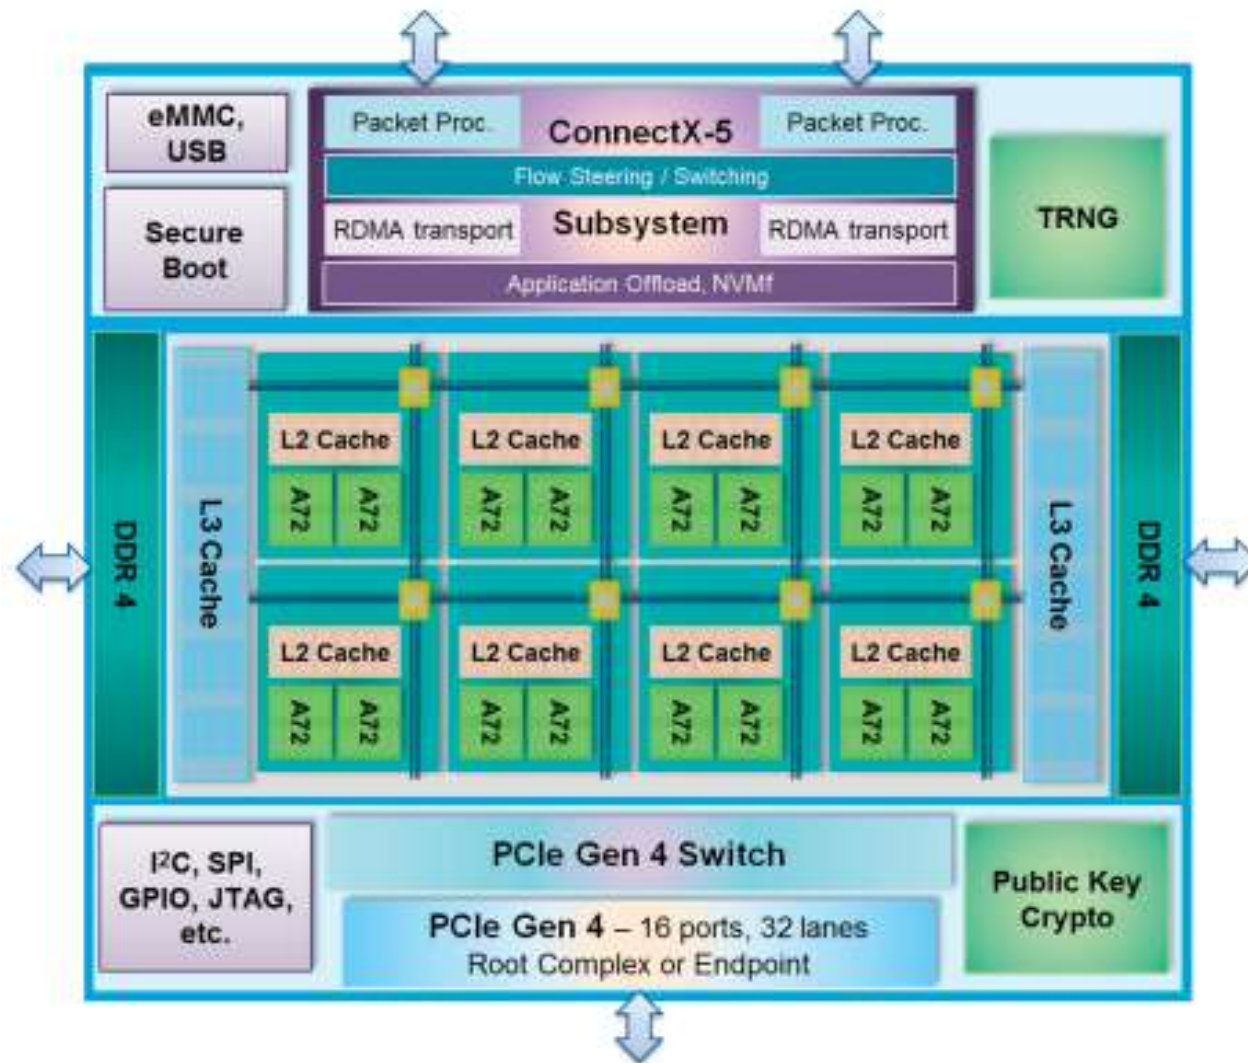 eMMC,
USB
Secure
Boot
Packet Proc.
ConnectX-5
Packet Proc.
Flow Steering / Switching
RDMA transport
Subsystem
RDMA transport
Application Offload, NVMf
TRNG
DDR 4
L3 Cache
L2 Cache
L2 Cache
L2 Cache
L2 Cache
A72
A72
A72
A72
A72
A72
A72
A72
L2 Cache
L2 Cache
L2 Cache
L2 Cache
A72
A72
A72
A72
A72
A72
A72
A72
L3 Cache
DDR 4
I²C, SPI,
GPIO, JTAG,
etc.
PCIe Gen 4 Switch
PCIe Gen 4 – 16 ports, 32 lanes
Root Complex or Endpoint
Public Key
Crypto